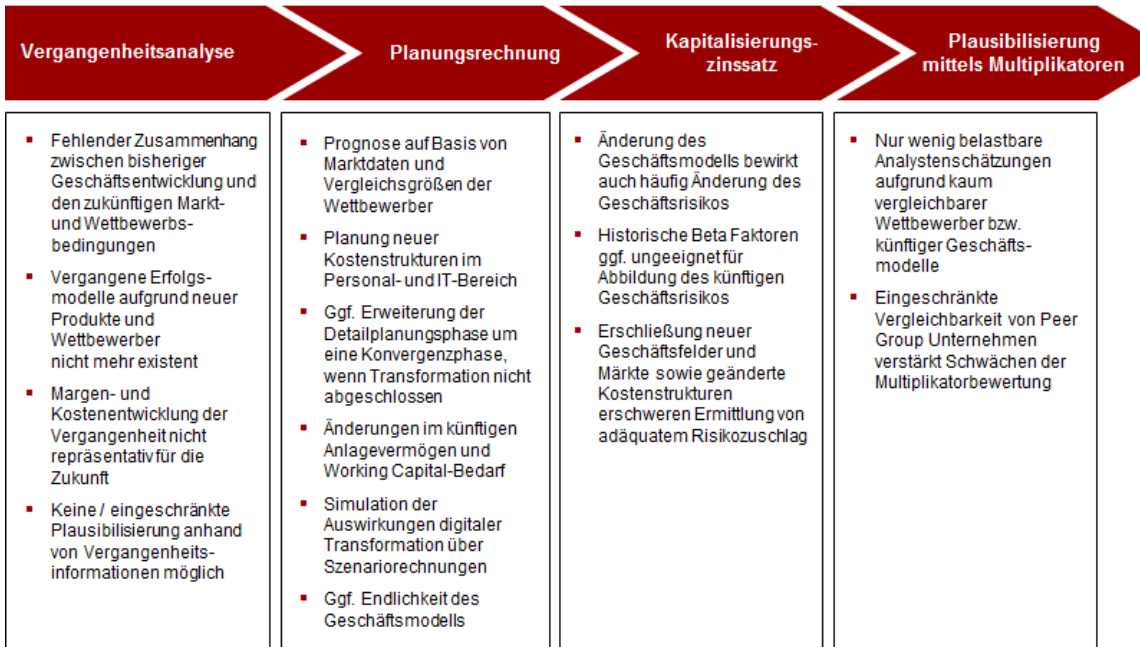 Vergangenheitsanalyse
Planungsrechnung
Kapitalisierungs-
zinssatz
Plausibilisierung
mittels Multiplikatoren
▪ Fehlender Zusammenhang
zwischen bisheriger
Geschäftsentwicklung und
den zukünftigen Markt-
und Wettbewerbs-
bedingungen
▪ Vergangene Erfolgs-
modelle aufgrund neuer
Produkte und
Wettbewerber
nicht mehr existent
▪ Margen- und
Kostenentwicklung der
Vergangenheit nicht
repräsentativ für die
Zukunft
▪ Keine / eingeschränkte
Plausibilisierung anhand
von Vergangenheits-
informationen möglich
▪ Prognose auf Basis von
Marktdaten und
Vergleichsgrößen der
Wettbewerber
▪ Planung neuer
Kostenstrukturen im
Personal- und IT-Bereich
▪ Ggf. Erweiterung der
Detailplanungsphase um
eine Konvergenzphase,
wenn Transformation nicht
abgeschlossen
▪ Änderungen im künftigen
Anlagevermögen und
Working Capital-Bedarf
▪ Simulation der
Auswirkungen digitaler
Transformation über
Szenariorechnungen
▪ Ggf. Endlichkeit des
Geschäftsmodells
▪ Änderung des
Geschäftsmodells bewirkt
auch häufig Änderung des
Geschäftsrisikos
▪ Historische Beta Faktoren
ggf. ungeeignet für
Abbildung des künftigen
Geschäftsrisikos
▪ Erschließung neuer
Geschäftsfelder und
Märkte sowie geänderte
Kostenstrukturen
erschweren Ermittlung von
adäquatem Risikozuschlag
▪ Nur wenig belastbare
Analystenschätzungen
aufgrund kaum
vergleichbarer
Wettbewerber bzw.
künftiger Geschäfts-
modelle
▪ Eingeschränkte
Vergleichbarkeit von Peer
Group Unternehmen
verstärkt Schwächen der
Multiplikatorbewertung